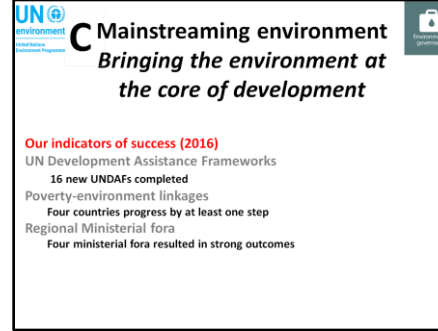 UN
environment
United Nations
Environment Programme
C Mainstreaming environment
Bringing the environment at
the core of development
Our indicators of success (2016)
UN Development Assistance Frameworks
16 new UNDAFs completed
Poverty-environment linkages
Four countries progress by at least one step
Regional Ministerial fora
Four ministerial fora resulted in strong outcomes